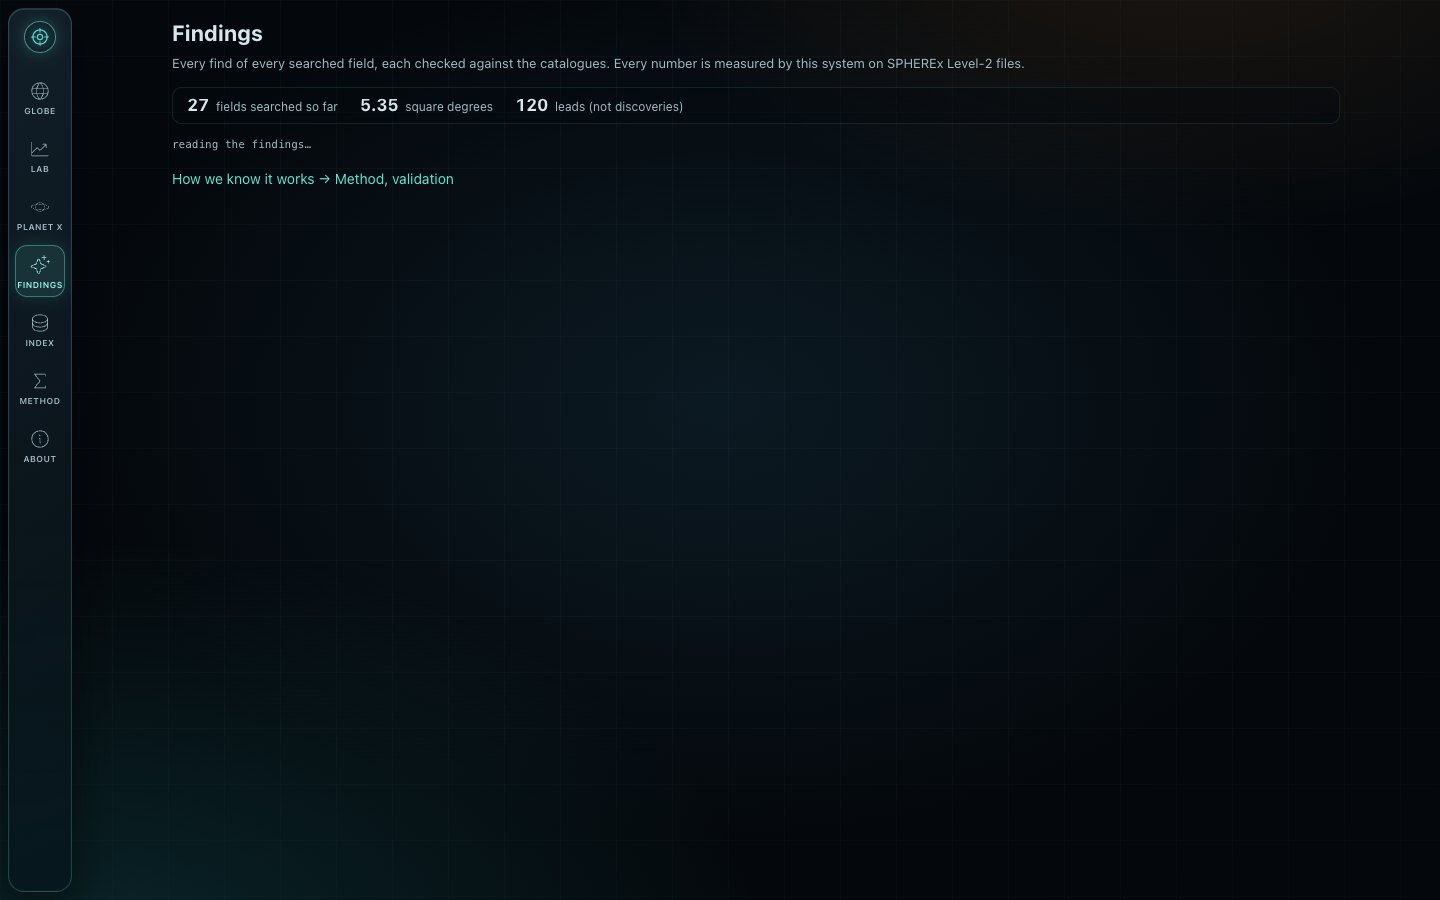 Findings
Every find of every searched field, each checked against the catalogues. Every number is measured by this system on SPHEREx Level-2 files.
27 fields searched so far 5.35 square degrees 120 leads (not discoveries)
reading the findings…
How we know it works → Method, validation
GLOBE
LAB
PLANET X
FINDINGS
INDEX
METHOD
ABOUT